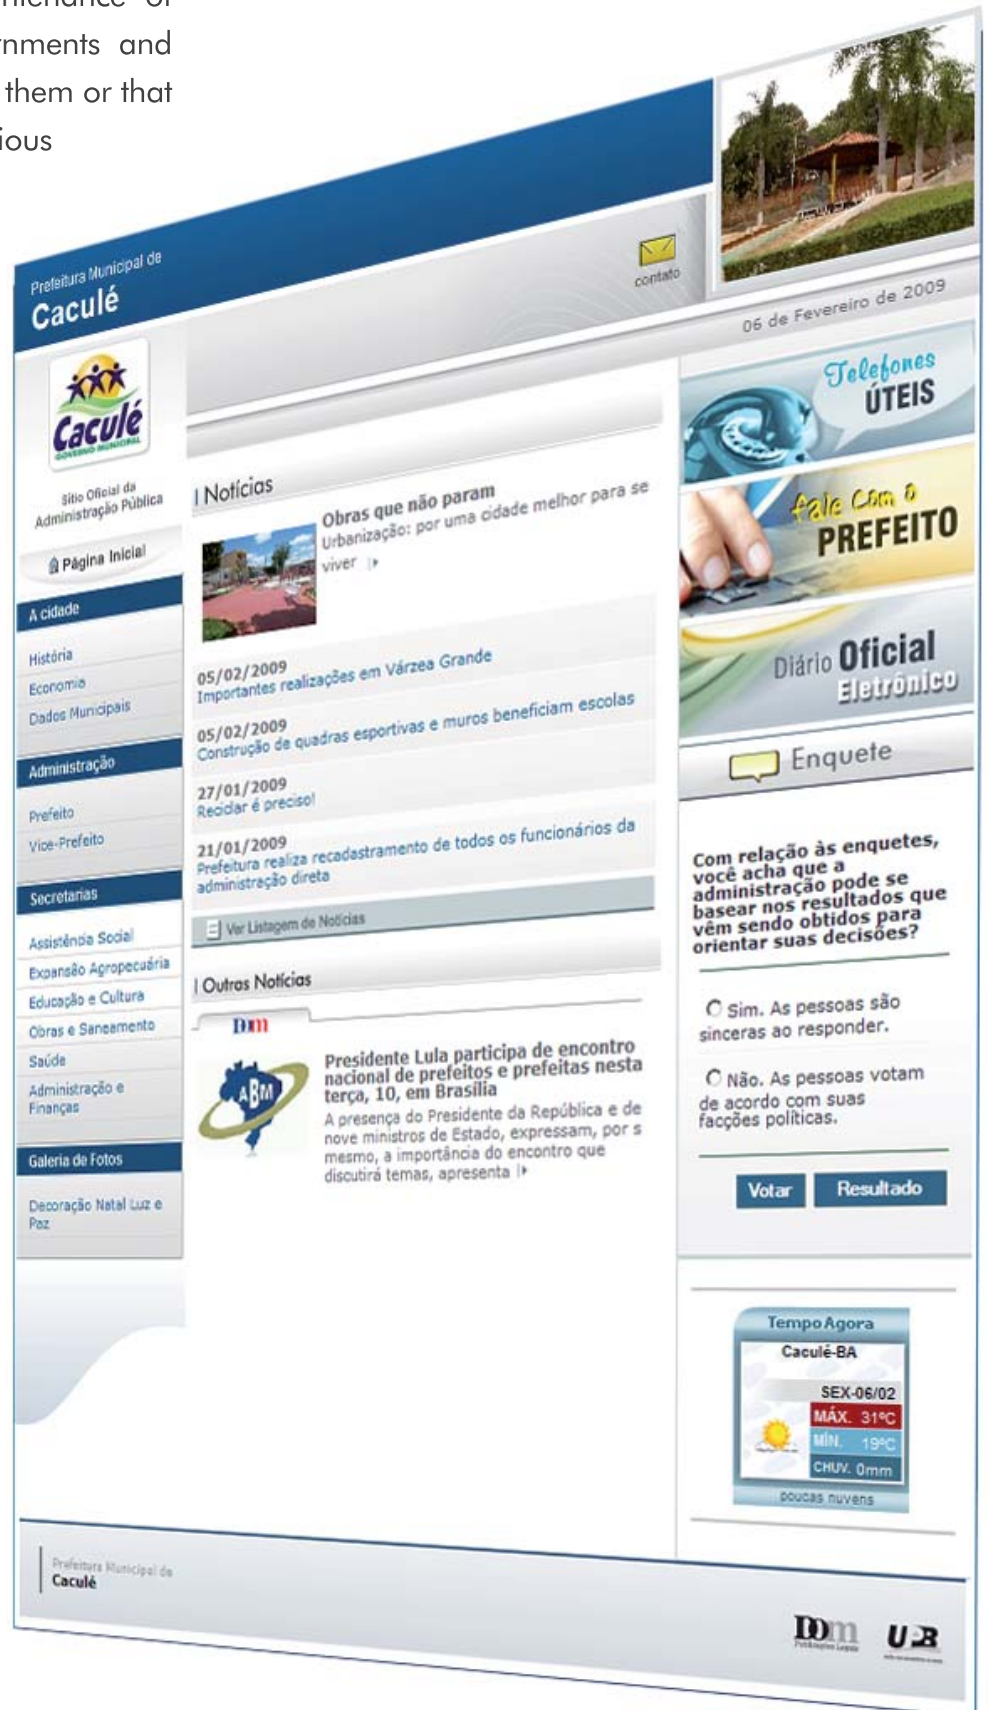 rnments and
them or that
Prefeitura Municipal de
Caculé
contato
06 de Fevereiro de 2009
Caculé
GOVERNO MUNICIPAL
Sítio Oficial da
Administração Pública
Página Inicial
A cidade
História
Economia
Dados Municipais
Administração
Prefeito
Vice-Prefeito
Secretarias
Assistência Social
Expansão Agropecuária
Educação e Cultura
Obras e Saneamento
Saúde
Administração e
Finanças
Galeria de Fotos
Decoração Natal Luz e
Paz
Notícias
Obras que não param
Urbanização: por uma cidade melhor para se
viver
05/02/2009
Importantes realizações em Várzea Grande
05/02/2009
Construção de quadras esportivas e muros beneficiam escolas
27/01/2009
Reciclar é preciso!
21/01/2009
Prefeitura realiza recadastramento de todos os funcionários da
administração direta
Ver Listagem de Notícias
Outras Notícias
Dom
ABM
Presidente Lula participa de encontro
nacional de prefeitos e prefeitas nesta
terça, 10, em Brasília
A presença do Presidente da República e de
nove ministros de Estado, expressam, por s
mesmo, a importância do encontro que
discutirá temas, apresenta
Telefones
ÚTEIS
Fale Com o
PREFEITO
Diário Oficial
Eletrônico
Enquete
Com relação às enquetes,
você acha que a
administração pode se
basear nos resultados que
vêm sendo obtidos para
orientar suas decisões?
Sim. As pessoas são
sinceras ao responder.
Não. As pessoas votam
de acordo com suas
facções políticas.
Votar Resultado
Tempo Agora
Caculé-BA
SEX-06/02
MÁX. 31ºC
MÍN. 19ºC
CHUV. 0mm
poucas nuvens
Prefeitura Municipal de
Caculé
Dom
Publicações Legais
UPB